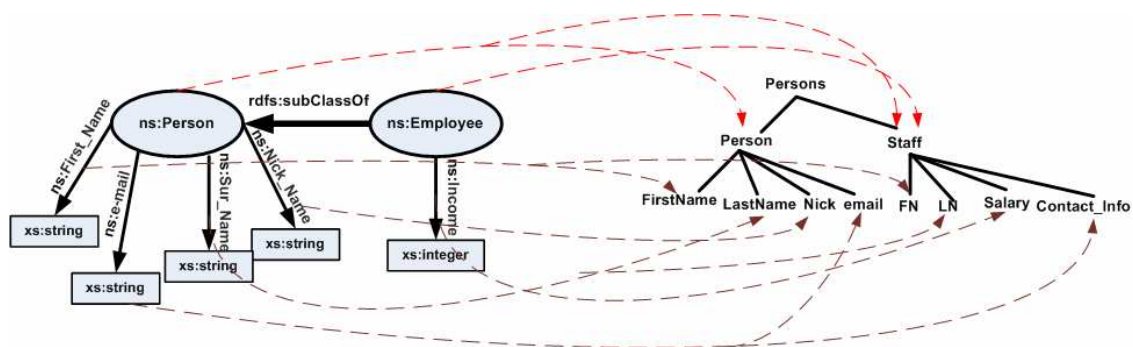 Persons
rdfs:subClassOf
ns:Person
ns:Employee
Person
Staff
ns:First_Name
ns:e-mail
ns:Sur_Name
ns:Nick_Name
ns:Income
FirstName
LastName
Nick
email
FN
LN
Salary
Contact_Info
xs:string
xs:string
xs:string
xs:integer
xs:string